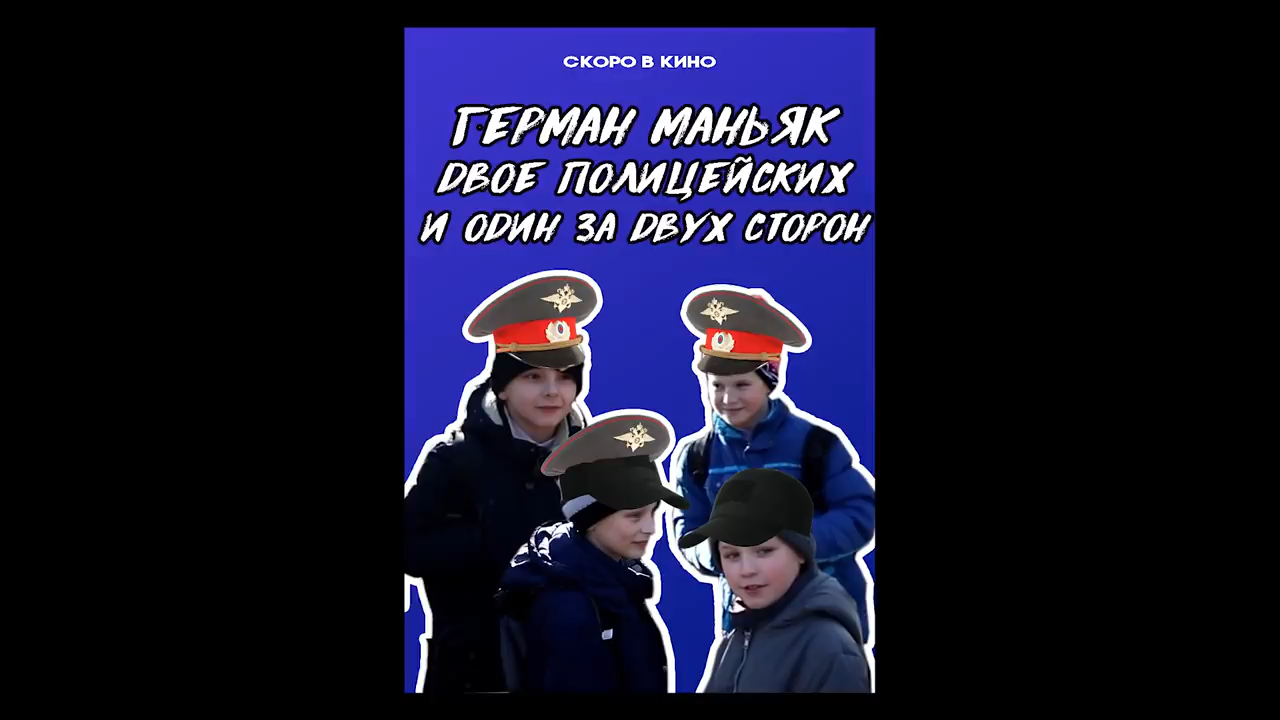 СКОРО В КИНО
ГЕРМАН МАНЬЯК
ДВОЕ ПОЛИЦЕЙСКИХ
И ОДИН ЗА ДВУХ СТОРОН